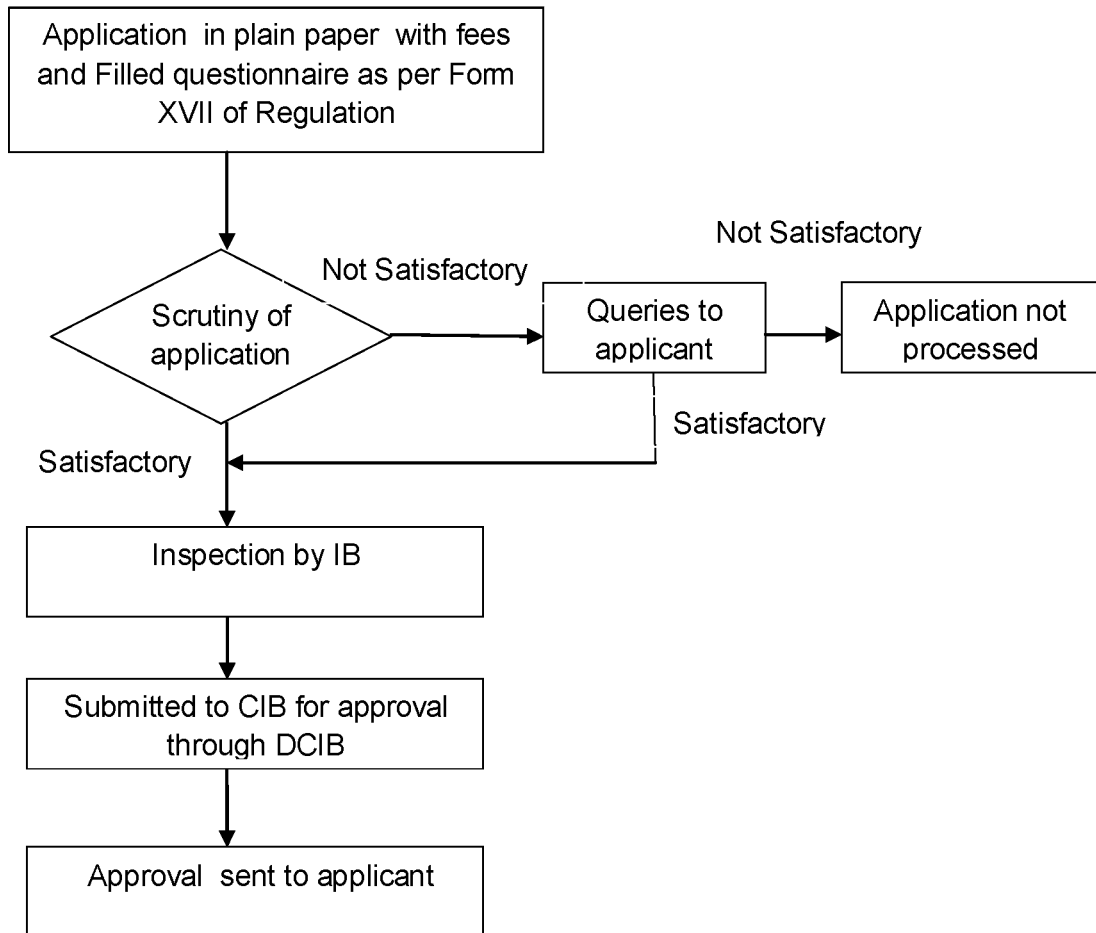 Application in plain paper with fees
and Filled questionnaire as per Form
XVII of Regulation
Not Satisfactory
Not Satisfactory
Scrutiny of
application
Queries to
applicant
Application not
processed
Satisfactory
Satisfactory
Inspection by IB
Submitted to CIB for approval
through DCIB
Approval sent to applicant